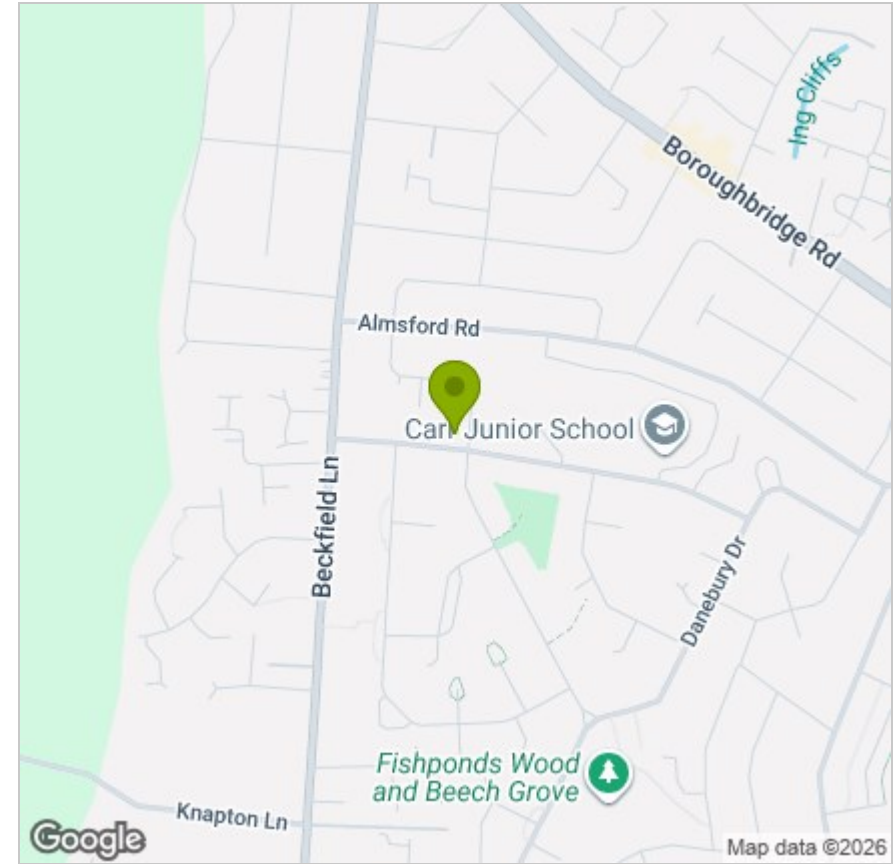 Ing Cliffs
Boroughbridge Rd
Almsford Rd
Carr Junior School
Beckfield Ln
Danebury Dr
Fishponds Wood
and Beech Grove
Knapton Ln
Google
Map data ©2026